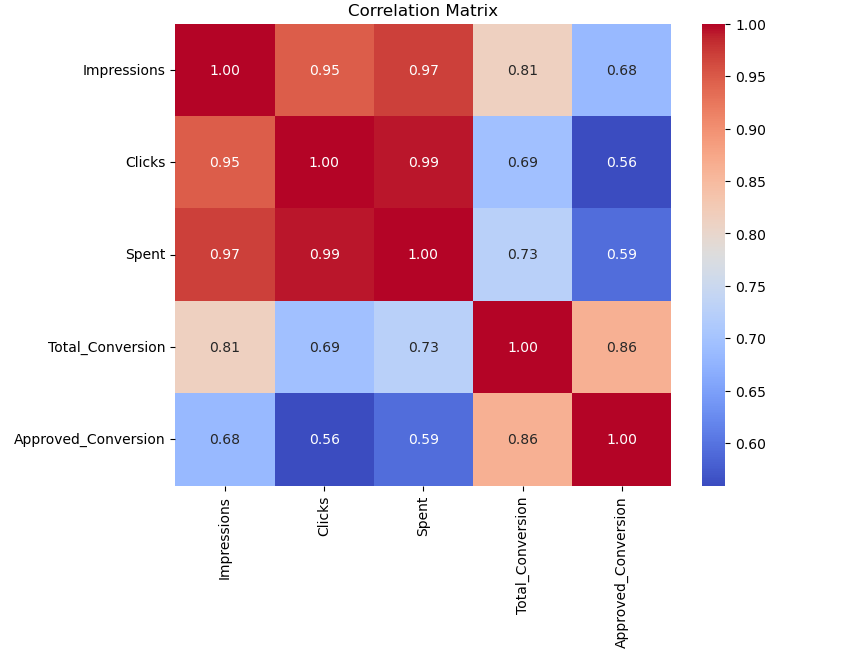 Correlation Matrix
Impressions 1.00 0.95 0.97 0.81 0.68
Clicks 0.95 1.00 0.99 0.69 0.56
Spent 0.97 0.99 1.00 0.73 0.59
Total_Conversion 0.81 0.69 0.73 1.00 0.86
Approved_Conversion 0.68 0.56 0.59 0.86 1.00
Impressions
Clicks
Spent
Total_Conversion
Approved_Conversion
1.00
0.95
0.90
0.85
0.80
0.75
0.70
0.65
0.60